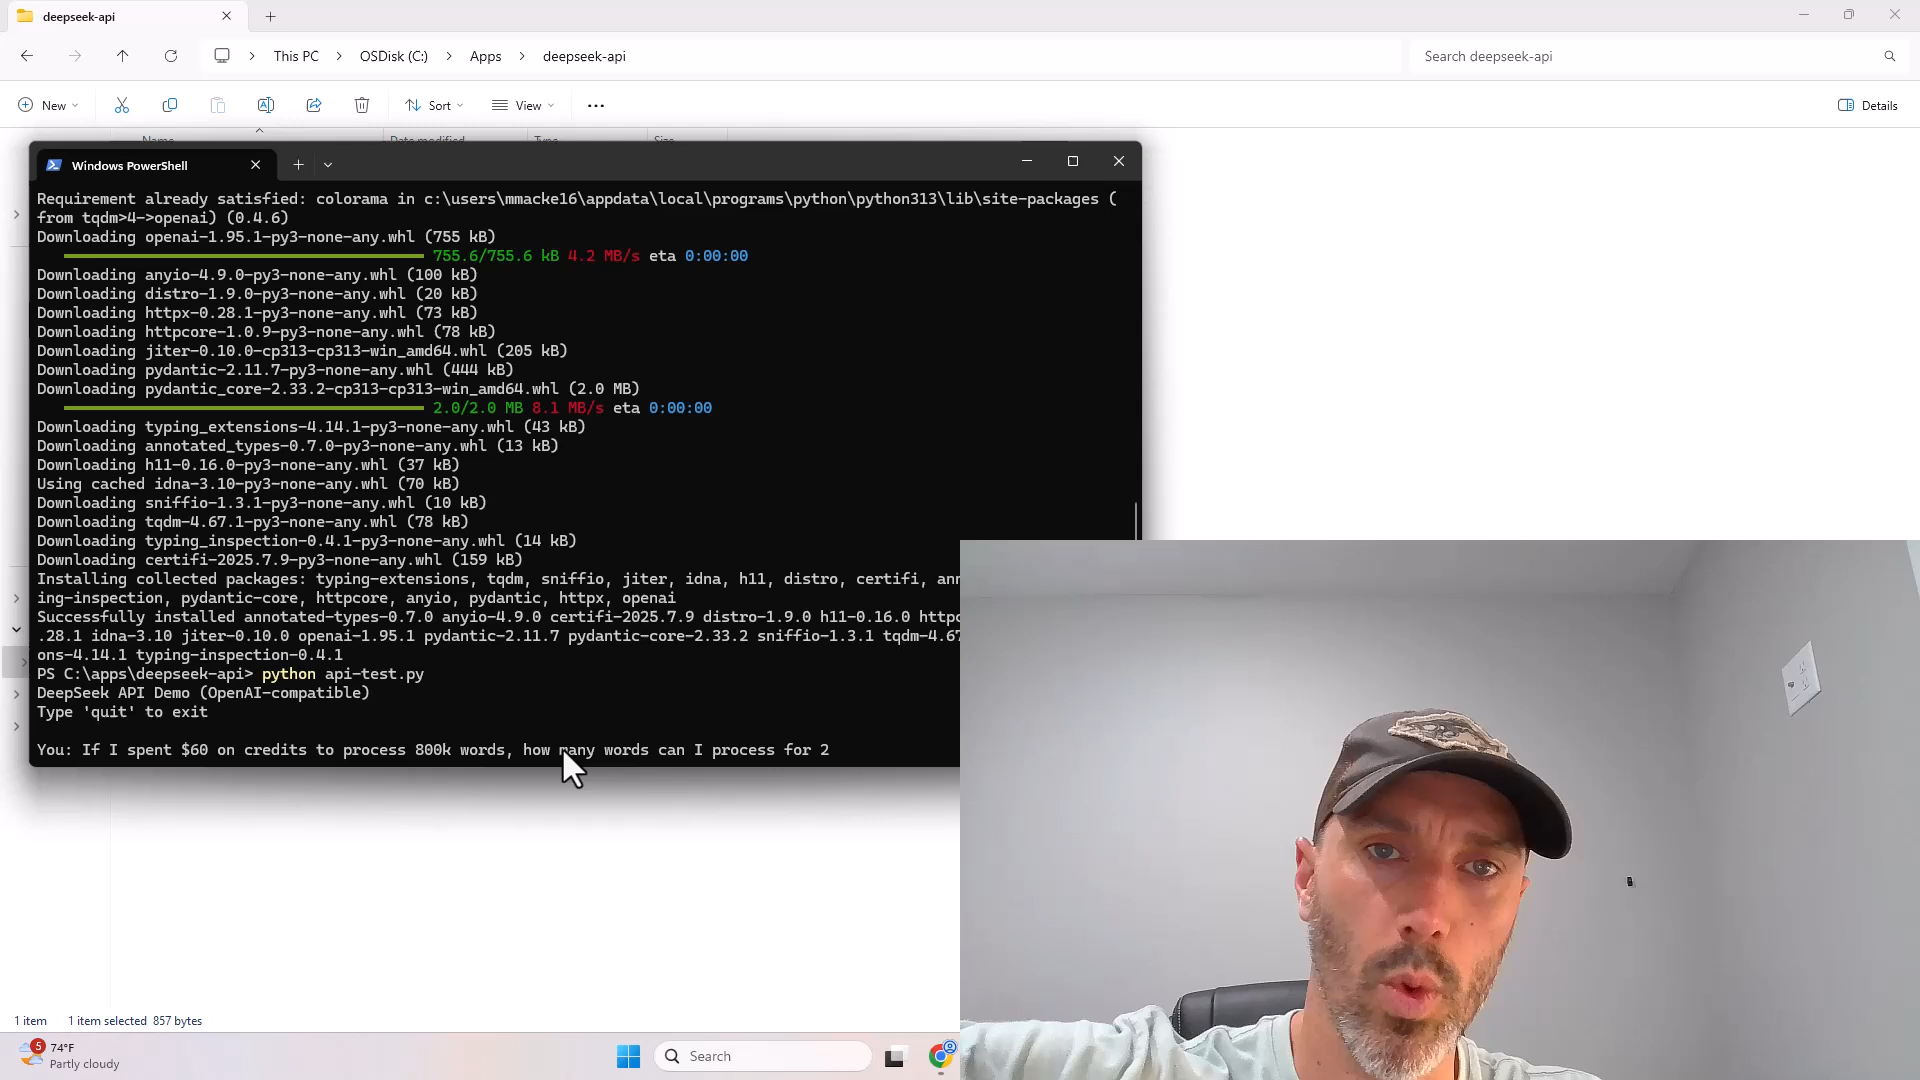 deepseek-api
This PC
OSDisk (C:)
Apps
deepseek-api
Search deepseek-api
New
Sort
View
Details
Name
Date modified
Type
Size
Windows PowerShell
Requirement already satisfied: colorama in c:\users\mmacke16\appdata\local\programs\python\python313\lib\site-packages (
from tqdm>4->openai) (0.4.6)
Downloading openai-1.95.1-py3-none-any.whl (755 kB)
755.6/755.6 kB 4.2 MB/s eta 0:00:00
Downloading anyio-4.9.0-py3-none-any.whl (100 kB)
Downloading distro-1.9.0-py3-none-any.whl (20 kB)
Downloading httpx-0.28.1-py3-none-any.whl (73 kB)
Downloading httpcore-1.0.9-py3-none-any.whl (78 kB)
Downloading jiter-0.10.0-cp313-cp313-win_amd64.whl (205 kB)
Downloading pydantic-2.11.7-py3-none-any.whl (444 kB)
Downloading pydantic_core-2.33.2-cp313-cp313-win_amd64.whl (2.0 MB)
2.0/2.0 MB 8.1 MB/s eta 0:00:00
Downloading typing_extensions-4.14.1-py3-none-any.whl (43 kB)
Downloading annotated_types-0.7.0-py3-none-any.whl (13 kB)
Downloading h11-0.16.0-py3-none-any.whl (37 kB)
Using cached idna-3.10-py3-none-any.whl (70 kB)
Downloading sniffio-1.3.1-py3-none-any.whl (10 kB)
Downloading tqdm-4.67.1-py3-none-any.whl (78 kB)
Downloading typing_inspection-0.4.1-py3-none-any.whl (14 kB)
Downloading certifi-2025.7.9-py3-none-any.whl (159 kB)
Installing collected packages: typing-extensions, tqdm, sniffio, jiter, idna, h11, distro, certifi, ann
ing-inspection, pydantic-core, httpcore, anyio, pydantic, httpx, openai
Successfully installed annotated-types-0.7.0 anyio-4.9.0 certifi-2025.7.9 distro-1.9.0 h11-0.16.0 httpc
.28.1 idna-3.10 jiter-0.10.0 openai-1.95.1 pydantic-2.11.7 pydantic-core-2.33.2 sniffio-1.3.1 tqdm-4.67
ons-4.14.1 typing-inspection-0.4.1
PS C:\apps\deepseek-api> python api-test.py
DeepSeek API Demo (OpenAI-compatible)
Type 'quit' to exit
You: If I spent $60 on credits to process 800k words, how many words can I process for 2
1 item
1 item selected 857 bytes
5
74°F
Partly cloudy
Search